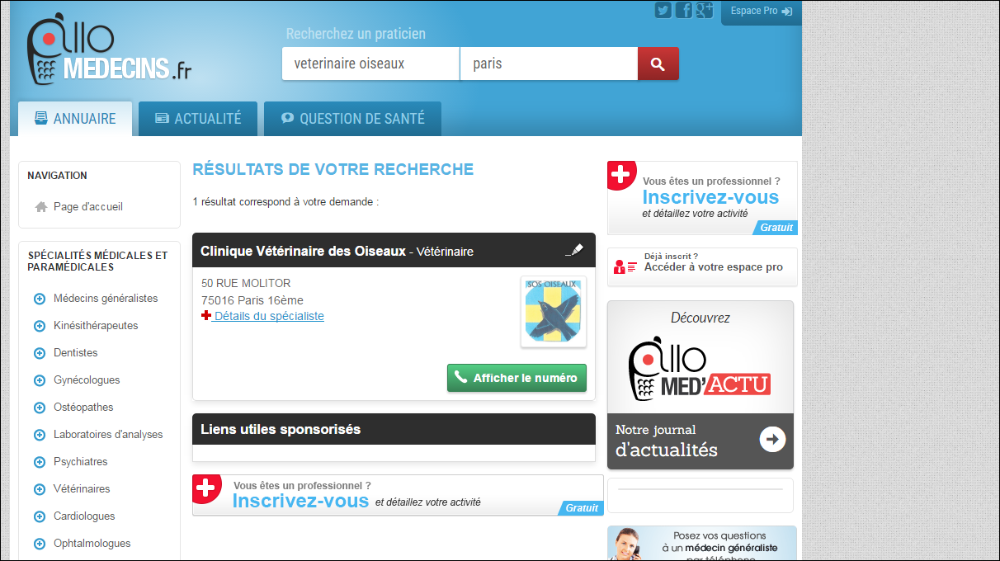 allo
MEDECINS.fr
Recherchez un praticien
veterinaire oiseaux
paris
Espace Pro
ANNUAIRE
ACTUALITÉ
QUESTION DE SANTÉ
NAVIGATION
Page d'accueil
SPÉCIALITÉS MÉDICALES ET
PARAMÉDICALES
Médecins généralistes
Kinésithérapeutes
Dentistes
Gynécologues
Ostéopathes
Laboratoires d'analyses
Psychiatres
Vétérinaires
Cardiologues
Ophtalmologues
RÉSULTATS DE VOTRE RECHERCHE
1 résultat correspond à votre demande :
Clinique Vétérinaire des Oiseaux - Vétérinaire
50 RUE MOLITOR
75016 Paris 16ème
Détails du spécialiste
SOS OISEAUX
Afficher le numéro
Liens utiles sponsorisés
Vous êtes un professionnel ?
Inscrivez-vous et détaillez votre activité
Gratuit
Vous êtes un professionnel ?
Inscrivez-vous
et détaillez votre activité
Gratuit
Déjà inscrit ?
Accéder à votre espace pro
Découvrez
allo
MED'ACTU
Notre journal
d'actualités
Posez vos questions
à un médecin généraliste
par téléphone